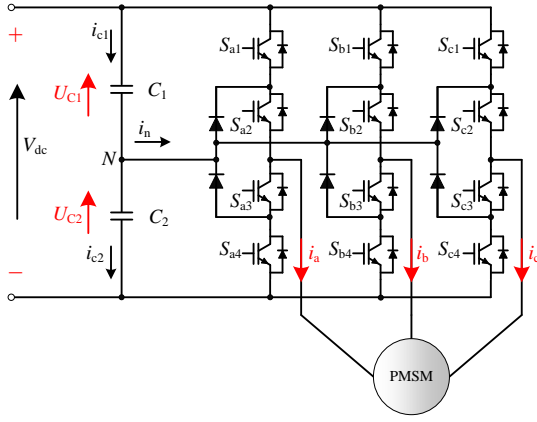 +
i_c1
S_a1
S_b1
S_c1
U_C1
C_1
S_a2
S_b2
S_c2
V_dc
i_n
N
S_a3
S_b3
S_c3
U_C2
C_2
i_c2
S_a4
S_b4
S_c4
i_a
i_b
i_c
−
PMSM